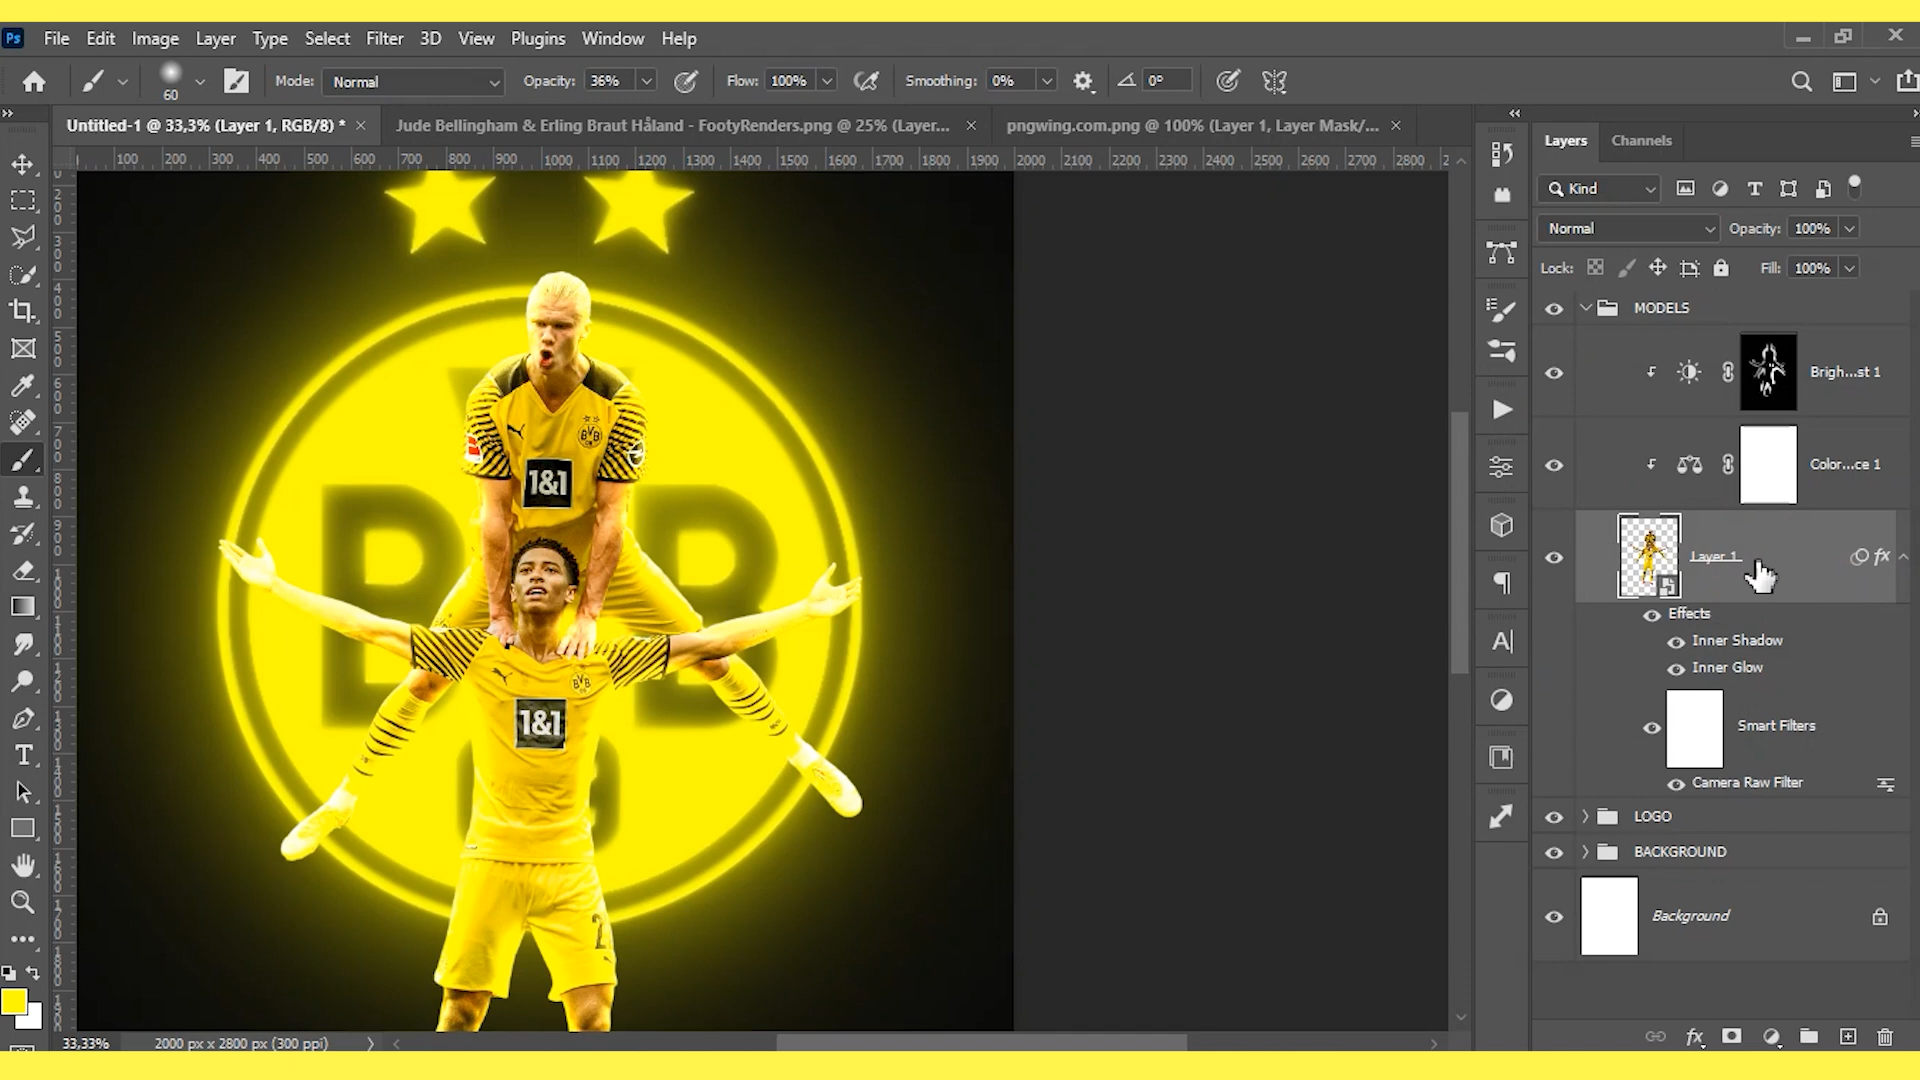 Ps File Edit Image Layer Type Select Filter 3D View Plugins Window Help
60 Mode: Normal Opacity: 36% Flow: 100% Smoothing: 0% 0°
Untitled-1 @ 33,3% (Layer 1, RGB/8) * Jude Bellingham & Erling Braut Håland - FootyRenders.png @ 25% (Layer... pngwing.com.png @ 100% (Layer 1, Layer Mask/...
100 200 300 400 500 600 700 800 900 1000 1100 1200 1300 1400 1500 1600 1700 1800 1900 2000 2100 2200 2300 2400 2500 2600 2700 2800
Layers Channels
Kind
Normal Opacity: 100%
Lock: Fill: 100%
MODELS
Brigh...st 1
Color...ce 1
Layer 1 fx
Effects
Inner Shadow
Inner Glow
Smart Filters
Camera Raw Filter
LOGO
BACKGROUND
Background
BVB
1&1
B B
BVB
1&1
2
33,33% 2000 px x 2800 px (300 ppi)